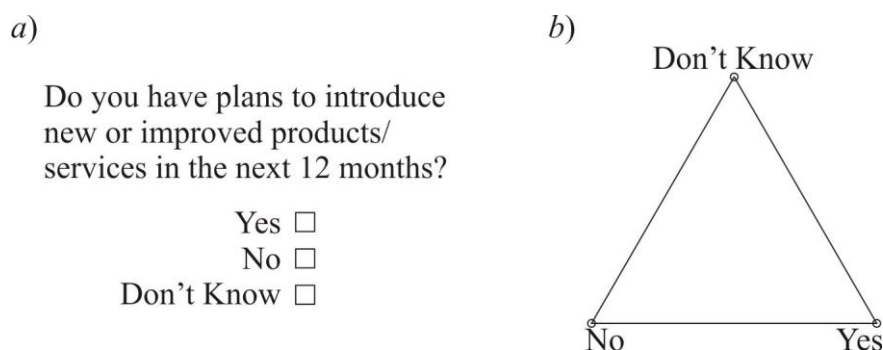 a)
Do you have plans to introduce
new or improved products/
services in the next 12 months?
Yes □
No □
Don’t Know □
b)
Don’t Know
No
Yes